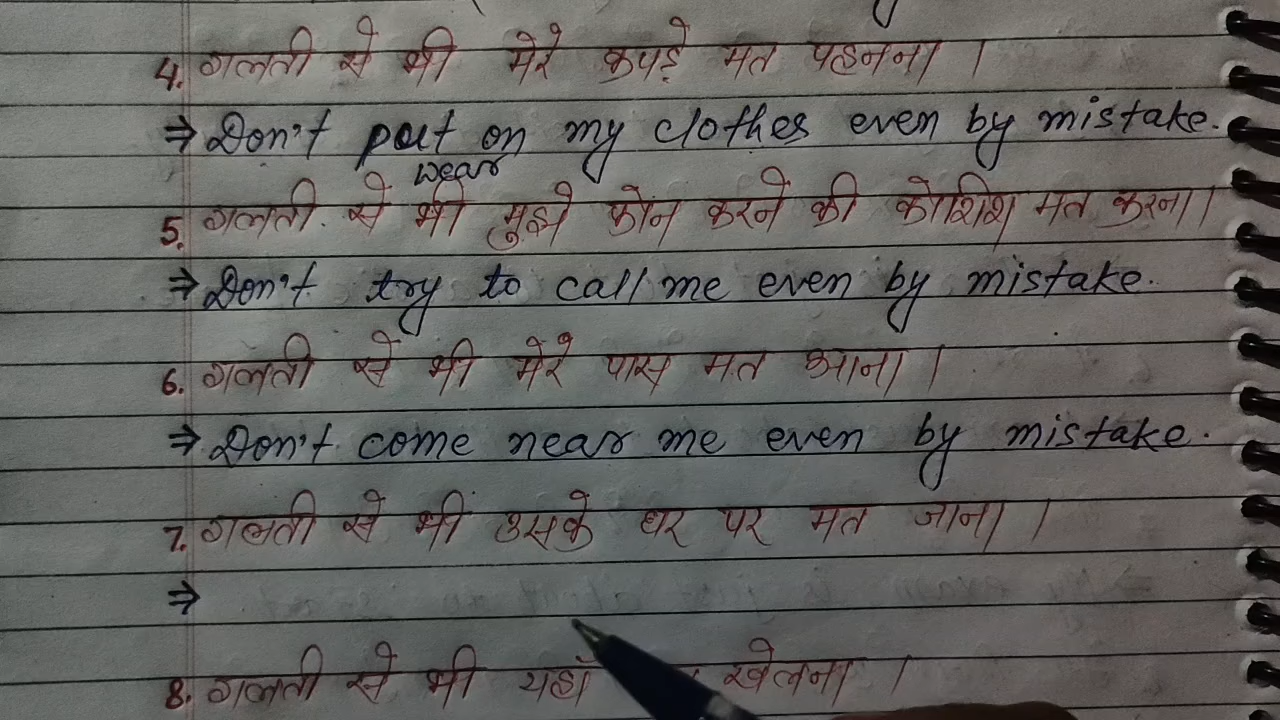 4. गलती से भी मेरे कपड़े मत पहनना ।
⇒ Don't put on my clothes even by mistake.
wear
5. गलती से भी मुझे फोन करने की कोशिश मत करना ।
⇒ Don't try to call me even by mistake.
6. गलती से भी मेरे पास मत आना ।
⇒ Don't come near me even by mistake.
7. गलती से भी उसके घर पर मत जाना ।
⇒
8. गलती से भी यहाँ खेलना ।